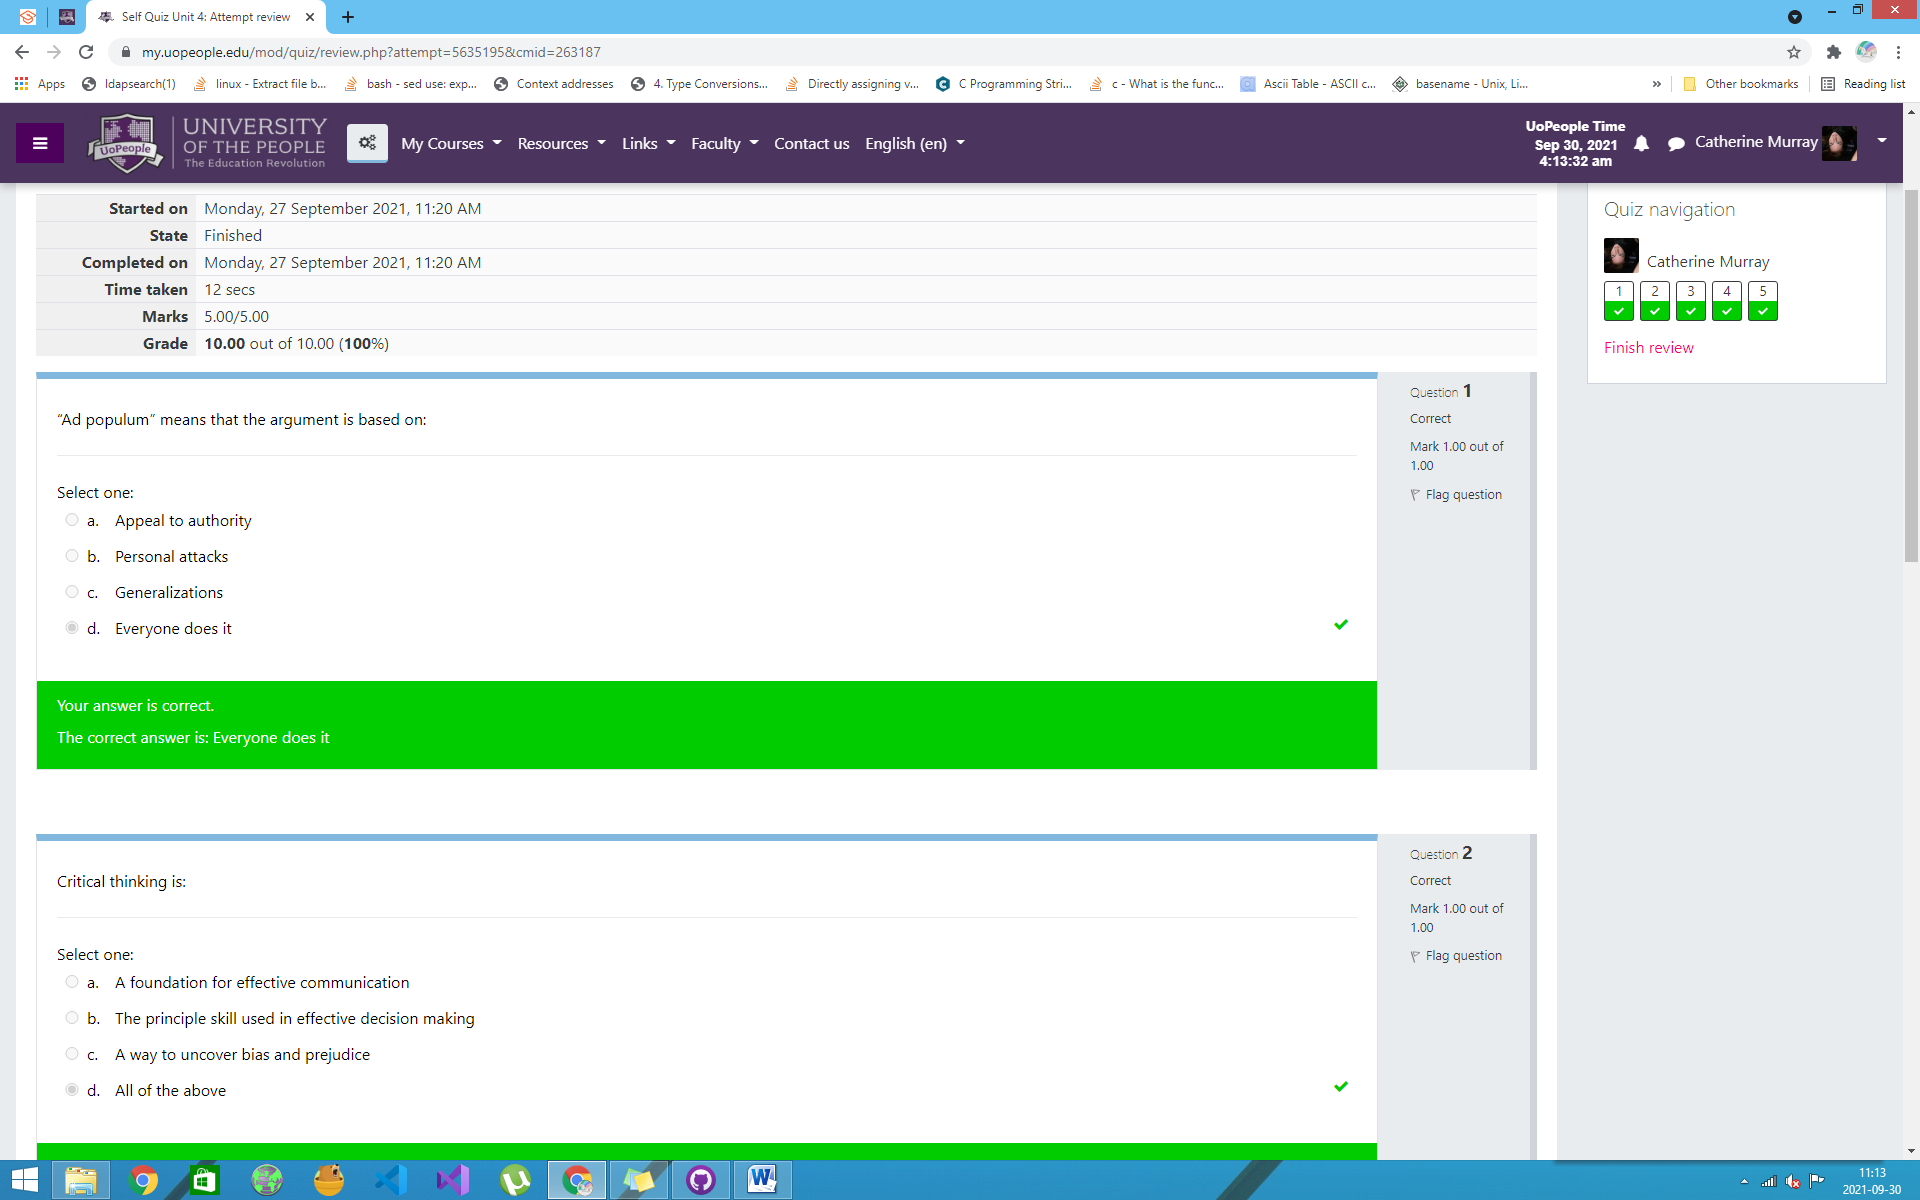 Self Quiz Unit 4: Attempt review
my.uopeople.edu/mod/quiz/review.php?attempt=5635195&cmid=263187
Apps ldapsearch(1) linux - Extract file b... bash - sed use: exp... Context addresses 4. Type Conversions... Directly assigning v... C Programming Stri... c - What is the func... Ascii Table - ASCII c... basename - Unix, Li... » Other bookmarks Reading list
UoPeople
UNIVERSITY
OF THE PEOPLE
The Education Revolution
My Courses Resources Links Faculty Contact us English (en)
UoPeople Time
Sep 30, 2021
4:13:32 am
Catherine Murray
Started on Monday, 27 September 2021, 11:20 AM
State Finished
Completed on Monday, 27 September 2021, 11:20 AM
Time taken 12 secs
Marks 5.00/5.00
Grade 10.00 out of 10.00 (100%)
Quiz navigation
Catherine Murray
1 2 3 4 5
Finish review
Question 1
Correct
Mark 1.00 out of
1.00
Flag question
“Ad populum” means that the argument is based on:
Select one:
a. Appeal to authority
b. Personal attacks
c. Generalizations
d. Everyone does it
Your answer is correct.
The correct answer is: Everyone does it
Question 2
Correct
Mark 1.00 out of
1.00
Flag question
Critical thinking is:
Select one:
a. A foundation for effective communication
b. The principle skill used in effective decision making
c. A way to uncover bias and prejudice
d. All of the above
11:13
2021-09-30